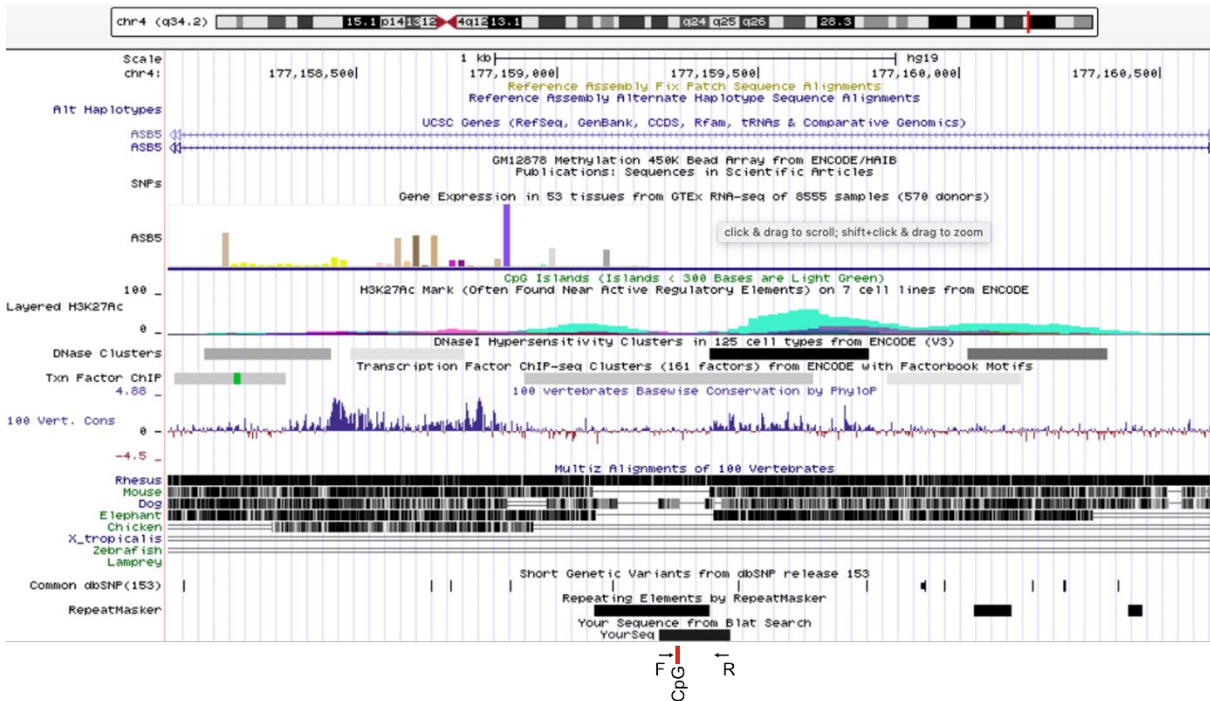 chr4 (q34.2) 15.1 p14 13 12 4q12 13.1 q24 q25 q26 28.3
Scale 1 kb hg19
chr4: 177,158,500 177,159,000 177,159,500 177,160,000 177,160,500
Reference Assembly Fix Patch Sequence Alignments
Reference Assembly Alternate Haplotype Sequence Alignments
Alt Haplotypes
UCSC Genes (RefSeq, GenBank, CCDS, Rfam, tRNAs & Comparative Genomics)
ASB5
ASB5
GM12878 Methylation 450K Bead Array from ENCODE/HAIB
Publications: Sequences in Scientific Articles
SNPs
Gene Expression in 53 tissues from GTEx RNA-seq of 8555 samples (570 donors)
click & drag to scroll; shift+click & drag to zoom
ASB5
CpG Islands (Islands < 300 Bases are Light Green)
100 _
H3K27Ac Mark (Often Found Near Active Regulatory Elements) on 7 cell lines from ENCODE
Layered H3K27Ac
0 _
DNaseI Hypersensitivity Clusters in 125 cell types from ENCODE (V3)
DNase Clusters
Transcription Factor ChIP-seq Clusters (161 factors) from ENCODE with Factorbook Motifs
Txn Factor ChIP
4.88 _
100 vertebrates Basewise Conservation by PhyloP
100 Vert. Cons
0 -
-4.5 _
Multiz Alignments of 100 Vertebrates
Rhesus
Mouse
Dog
Elephant
Chicken
X_tropicalis
Zebrafish
Lamprey
Short Genetic Variants from dbSNP release 153
Common dbSNP(153)
Repeating Elements by RepeatMasker
RepeatMasker
Your Sequence from Blat Search
YourSeq
F R
CpG